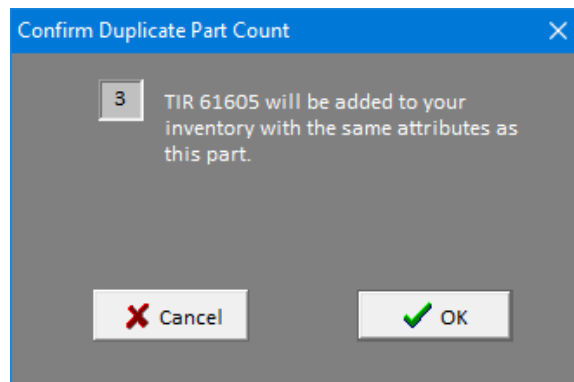 Confirm Duplicate Part Count
3 TIR 61605 will be added to your
inventory with the same attributes as
this part.
Cancel
OK